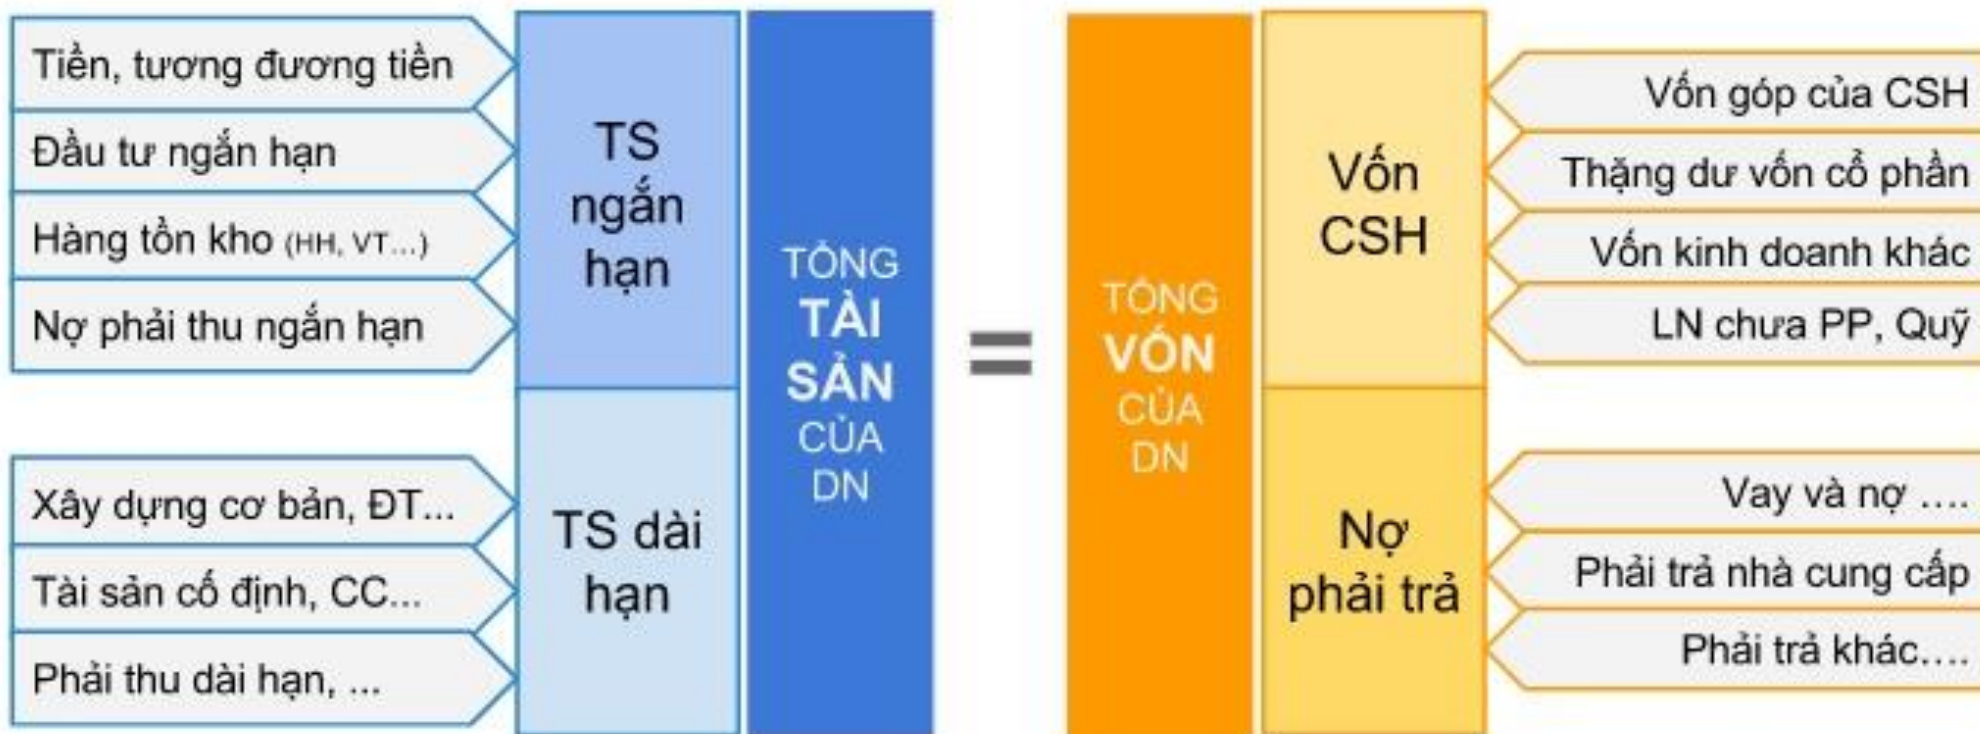 Tiền, tương đương tiền
Đầu tư ngắn hạn
Hàng tồn kho (HH, VT...)
Nợ phải thu ngắn hạn
Xây dựng cơ bản, ĐT...
Tài sản cố định, CC...
Phải thu dài hạn, ...
TS
ngắn
hạn
TS dài
hạn
TỔNG
TÀI
SẢN
CỦA
DN
=
TỔNG
VỐN
CỦA
DN
Vốn
CSH
Nợ
phải trả
Vốn góp của CSH
Thặng dư vốn cổ phần
Vốn kinh doanh khác
LN chưa PP, Quỹ
Vay và nợ ....
Phải trả nhà cung cấp
Phải trả khác....